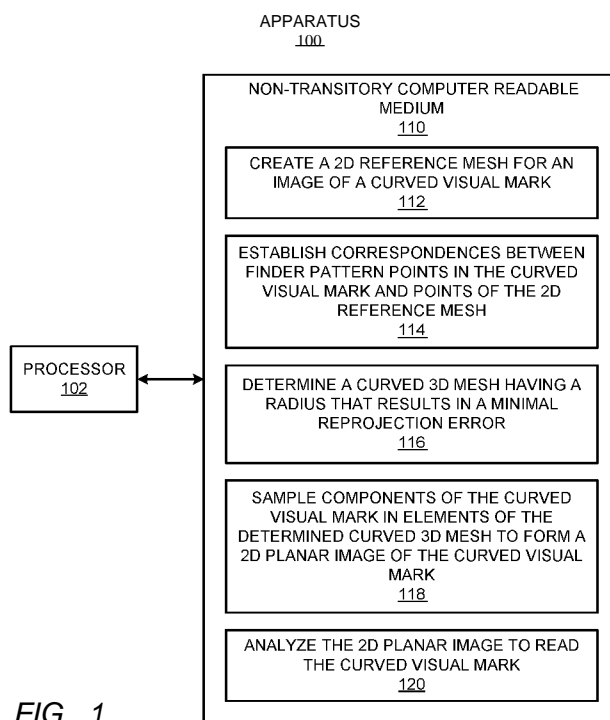 APPARATUS
100
NON-TRANSITORY COMPUTER READABLE
MEDIUM
110
CREATE A 2D REFERENCE MESH FOR AN
IMAGE OF A CURVED VISUAL MARK
112
ESTABLISH CORRESPONDENCES BETWEEN
FINDER PATTERN POINTS IN THE CURVED
VISUAL MARK AND POINTS OF THE 2D
REFERENCE MESH
114
PROCESSOR
102
DETERMINE A CURVED 3D MESH HAVING A
RADIUS THAT RESULTS IN A MINIMAL
REPROJECTION ERROR
116
SAMPLE COMPONENTS OF THE CURVED
VISUAL MARK IN ELEMENTS OF THE
DETERMINED CURVED 3D MESH TO FORM A
2D PLANAR IMAGE OF THE CURVED VISUAL
MARK
118
ANALYZE THE 2D PLANAR IMAGE TO READ
THE CURVED VISUAL MARK
120
FIG. 1